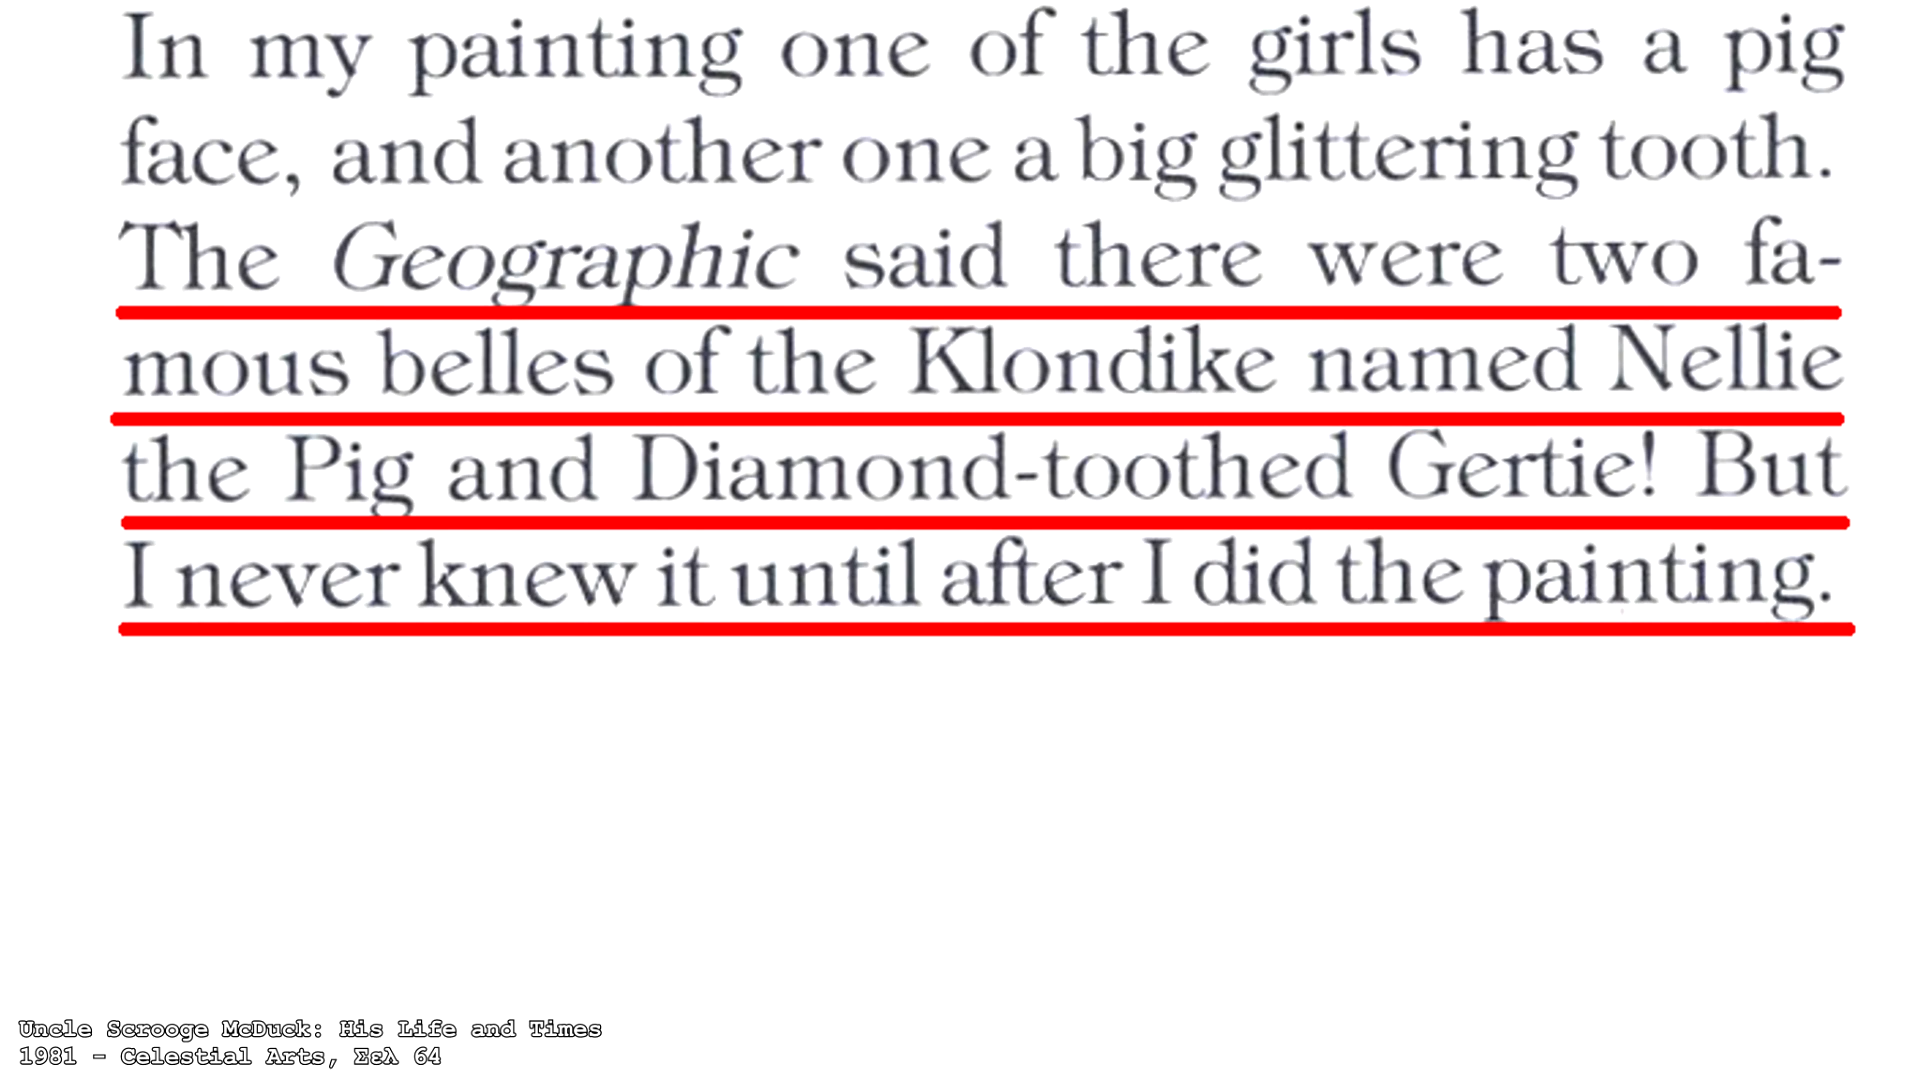 In my painting one of the girls has a pig
face, and another one a big glittering tooth.
The Geographic said there were two fa-
mous belles of the Klondike named Nellie
the Pig and Diamond-toothed Gertie! But
I never knew it until after I did the painting.
Uncle Scrooge McDuck: His Life and Times
1981 - Celestial Arts, Σελ 64